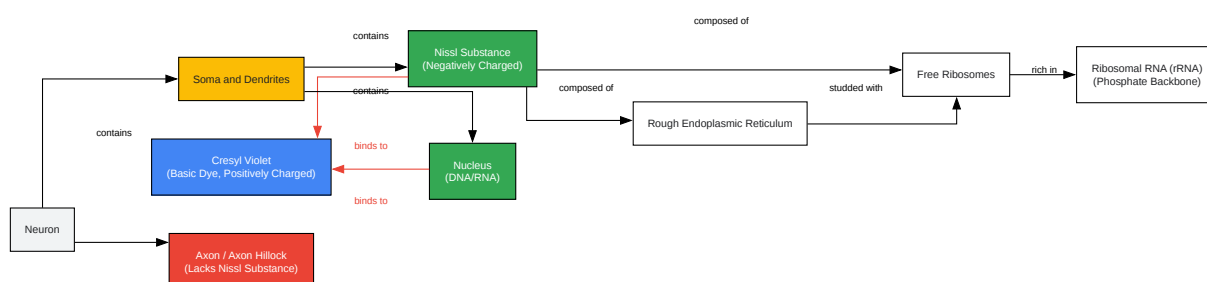 composed of
contains
Nissl Substance
(Negatively Charged)
Soma and Dendrites
Free Ribosomes
rich in
Ribosomal RNA (rRNA)
(Phosphate Backbone)
contains
composed of
studded with
Rough Endoplasmic Reticulum
contains
binds to
Cresyl Violet
(Basic Dye, Positively Charged)
Nucleus
(DNA/RNA)
binds to
Neuron
Axon / Axon Hillock
(Lacks Nissl Substance)